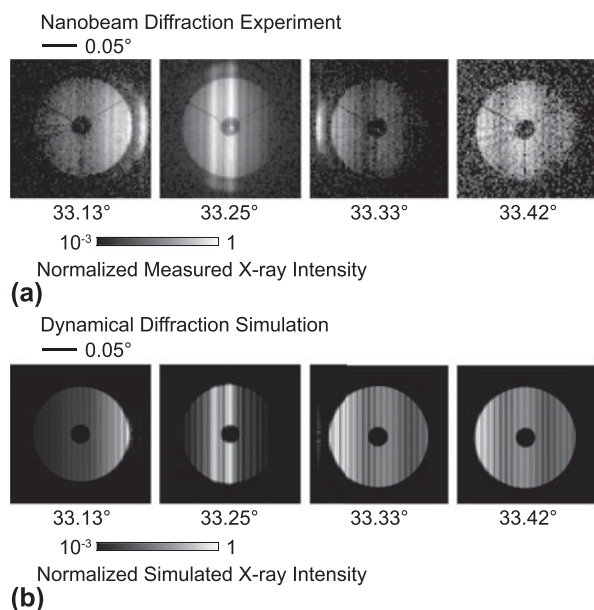 Nanobeam Diffraction Experiment
0.05°
33.13° 33.25° 33.33° 33.42°
10-3 1
Normalized Measured X-ray Intensity
(a)
Dynamical Diffraction Simulation
0.05°
33.13° 33.25° 33.33° 33.42°
10-3 1
Normalized Simulated X-ray Intensity
(b)